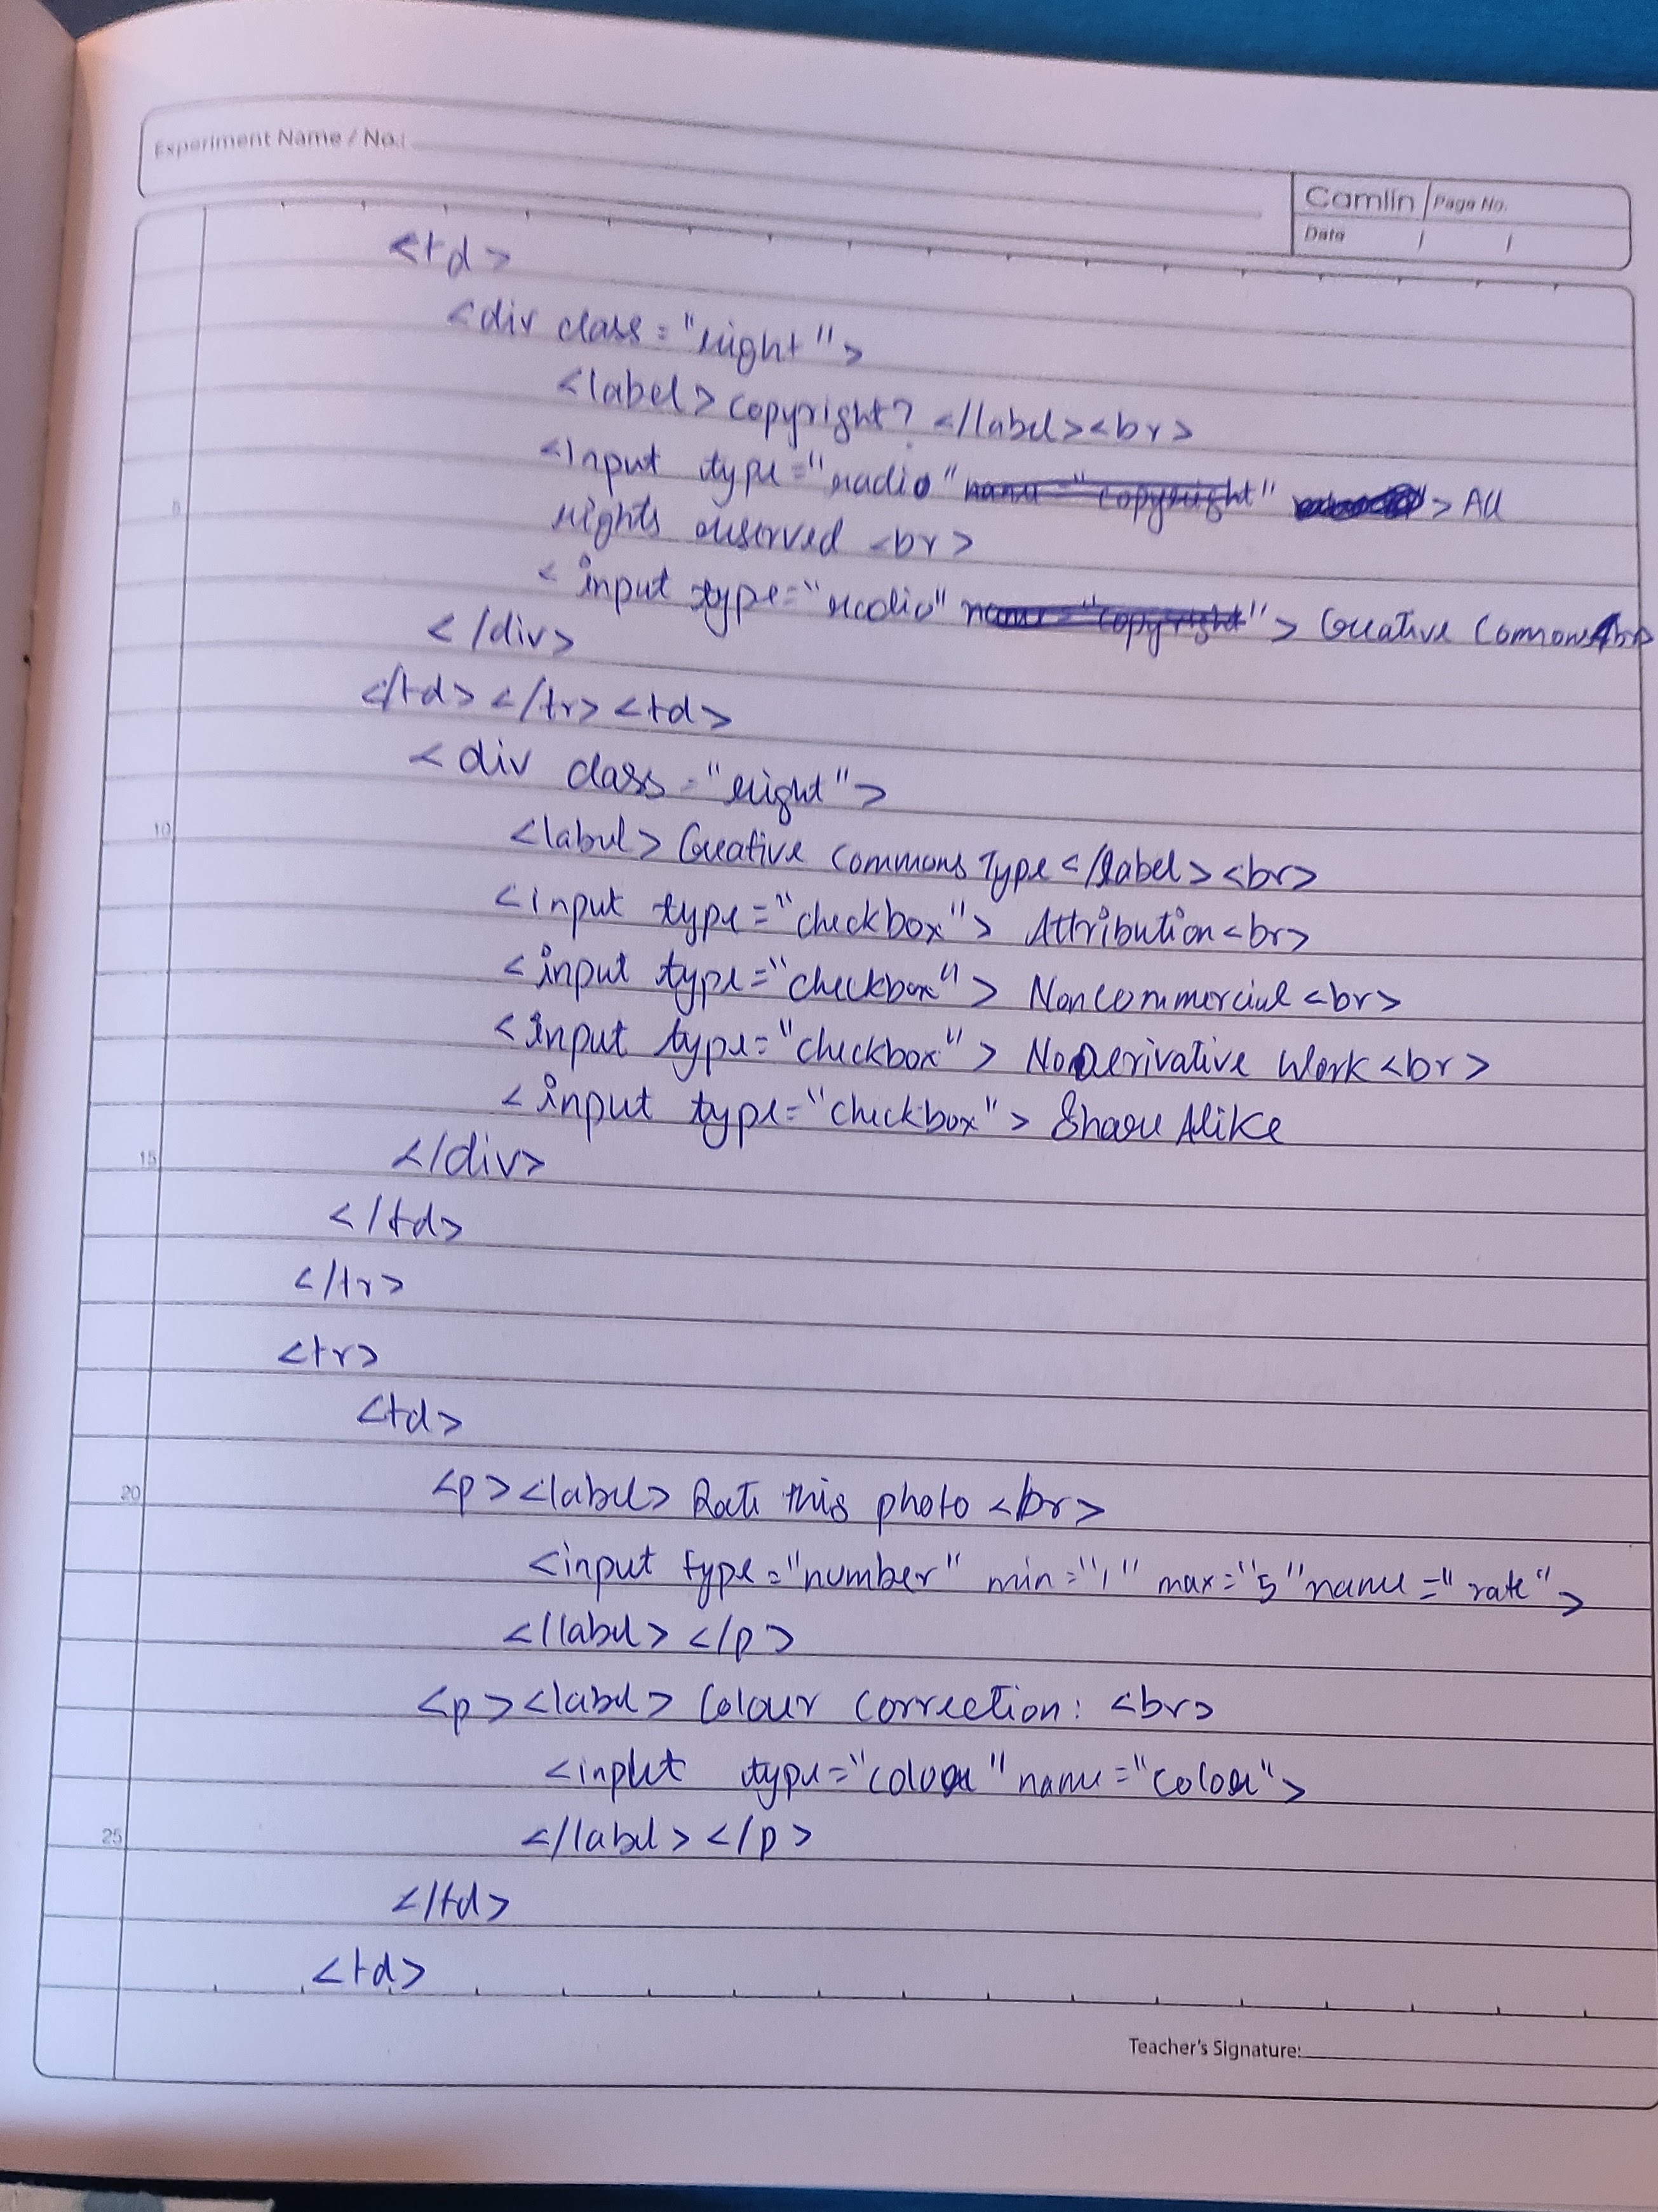 Experiment Name / No.:
Camlin Page No.
Date / /
<td>
<div class="right">
<label> copyright? </label><br>
<input type="radio" name="copyright" > All
rights reserved <br>
<input type="radio" name="copyright"> Creative Commons
</div>
</td> </tr> <td>
<div class="right">
<label> Creative Commons Type </label> <br>
<input type="checkbox"> Attribution <br>
<input type="checkbox"> NonCommercial <br>
<input type="checkbox"> NoDerivative Work <br>
<input type="checkbox"> Share Alike
</div>
</td>
</tr>
<tr>
<td>
<p><label> Rate this photo <br>
<input type="number" min="1" max="5" name="rate">
</label> </p>
<p><label> Colour correction: <br>
<input type="color" name="color">
</label> </p>
</td>
<td>
5
10
15
20
25
Teacher's Signature: